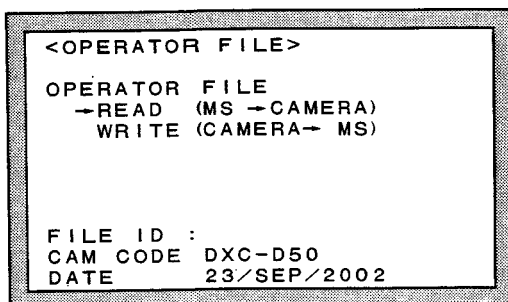 <OPERATOR FILE>
OPERATOR FILE
→READ (MS →CAMERA)
WRITE (CAMERA→ MS)
FILE ID :
CAM CODE DXC-D50
DATE 23/SEP/2002